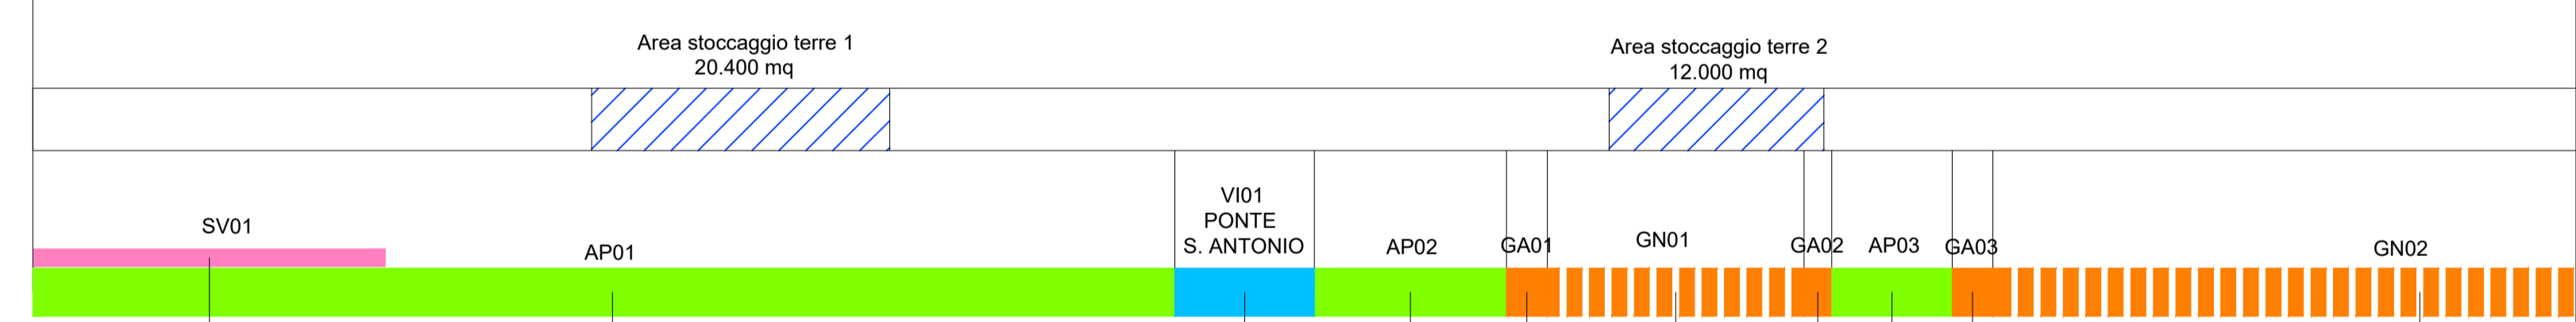 Area stoccaggio terre 1
20.400 mq
Area stoccaggio terre 2
12.000 mq
SV01
AP01
VI01
PONTE
S. ANTONIO
AP02
GA01
GN01
GA02
AP03
GA03
GN02